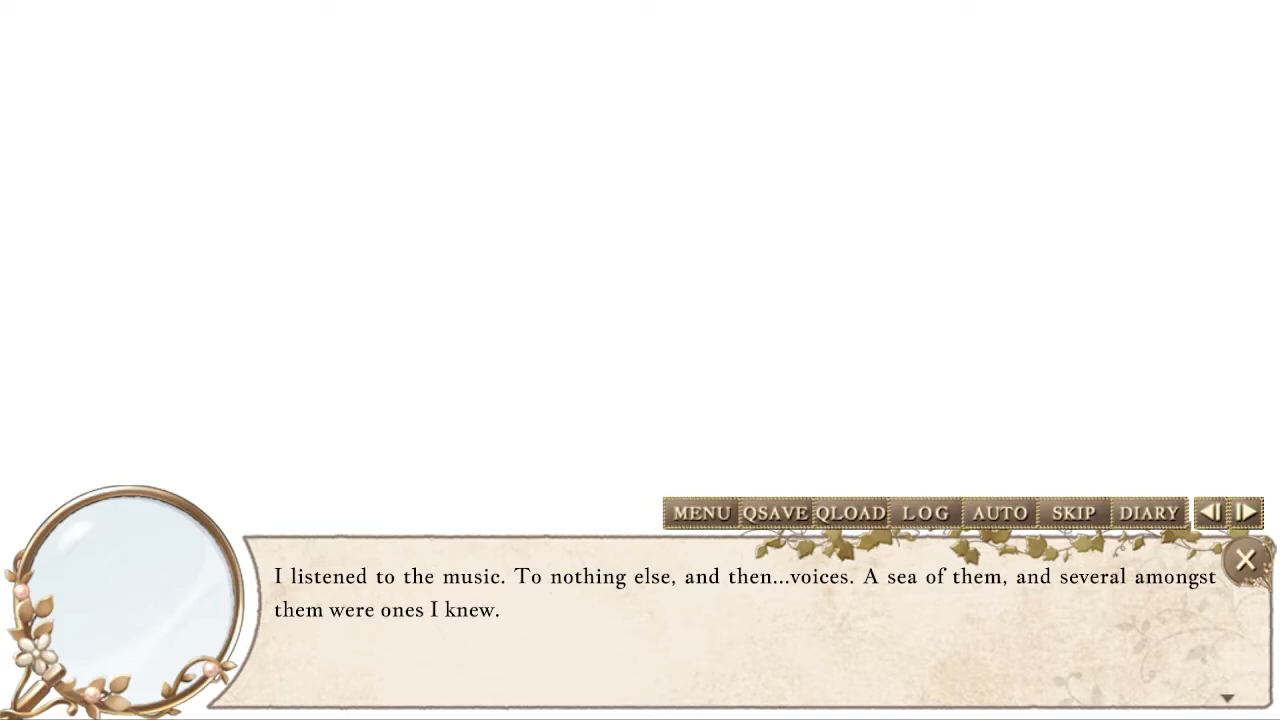 MENU QSAVE QLOAD LOG AUTO SKIP DIARY
I listened to the music. To nothing else, and then...voices. A sea of them, and several amongst
them were ones I knew.